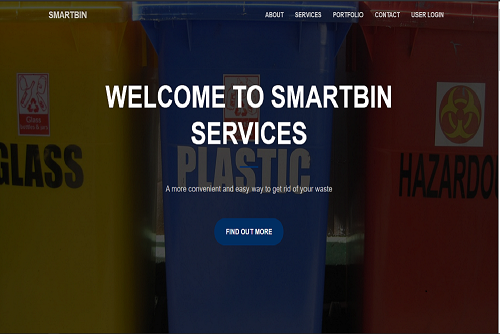 SMARTBIN
ABOUT SERVICES PORTFOLIO CONTACT USER LOGIN
WELCOME TO SMARTBIN
SERVICES
Glass
GLASS
PLASTIC
HAZARDO
A more convenient and easy way to get rid of your waste
FIND OUT MORE